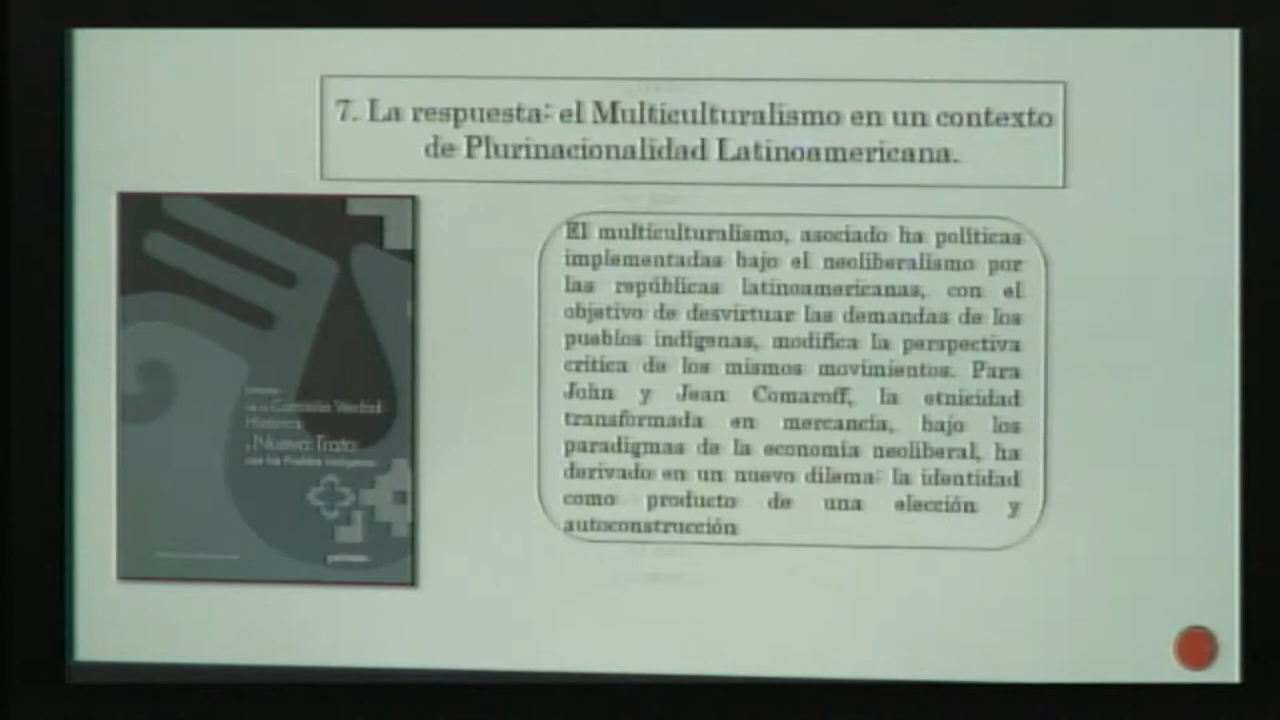 7. La respuesta: el Multiculturalismo en un contexto
de Plurinacionalidad Latinoamericana.
El multiculturalismo, asociado ha políticas
implementadas bajo el neoliberalismo por
las repúblicas latinoamericanas, con el
objetivo de desvirtuar las demandas de los
pueblos indígenas, modifica la perspectiva
crítica de los mismos movimientos. Para
John y Jean Comaroff, la etnicidad
transformada en mercancía, bajo los
paradigmas de la economía neoliberal, ha
derivado en un nuevo dilema: la identidad
como producto de una elección y
autoconstrucción
de la Comisión Verdad
Histórica
y Nuevo Trato
con los Pueblos Indígenas